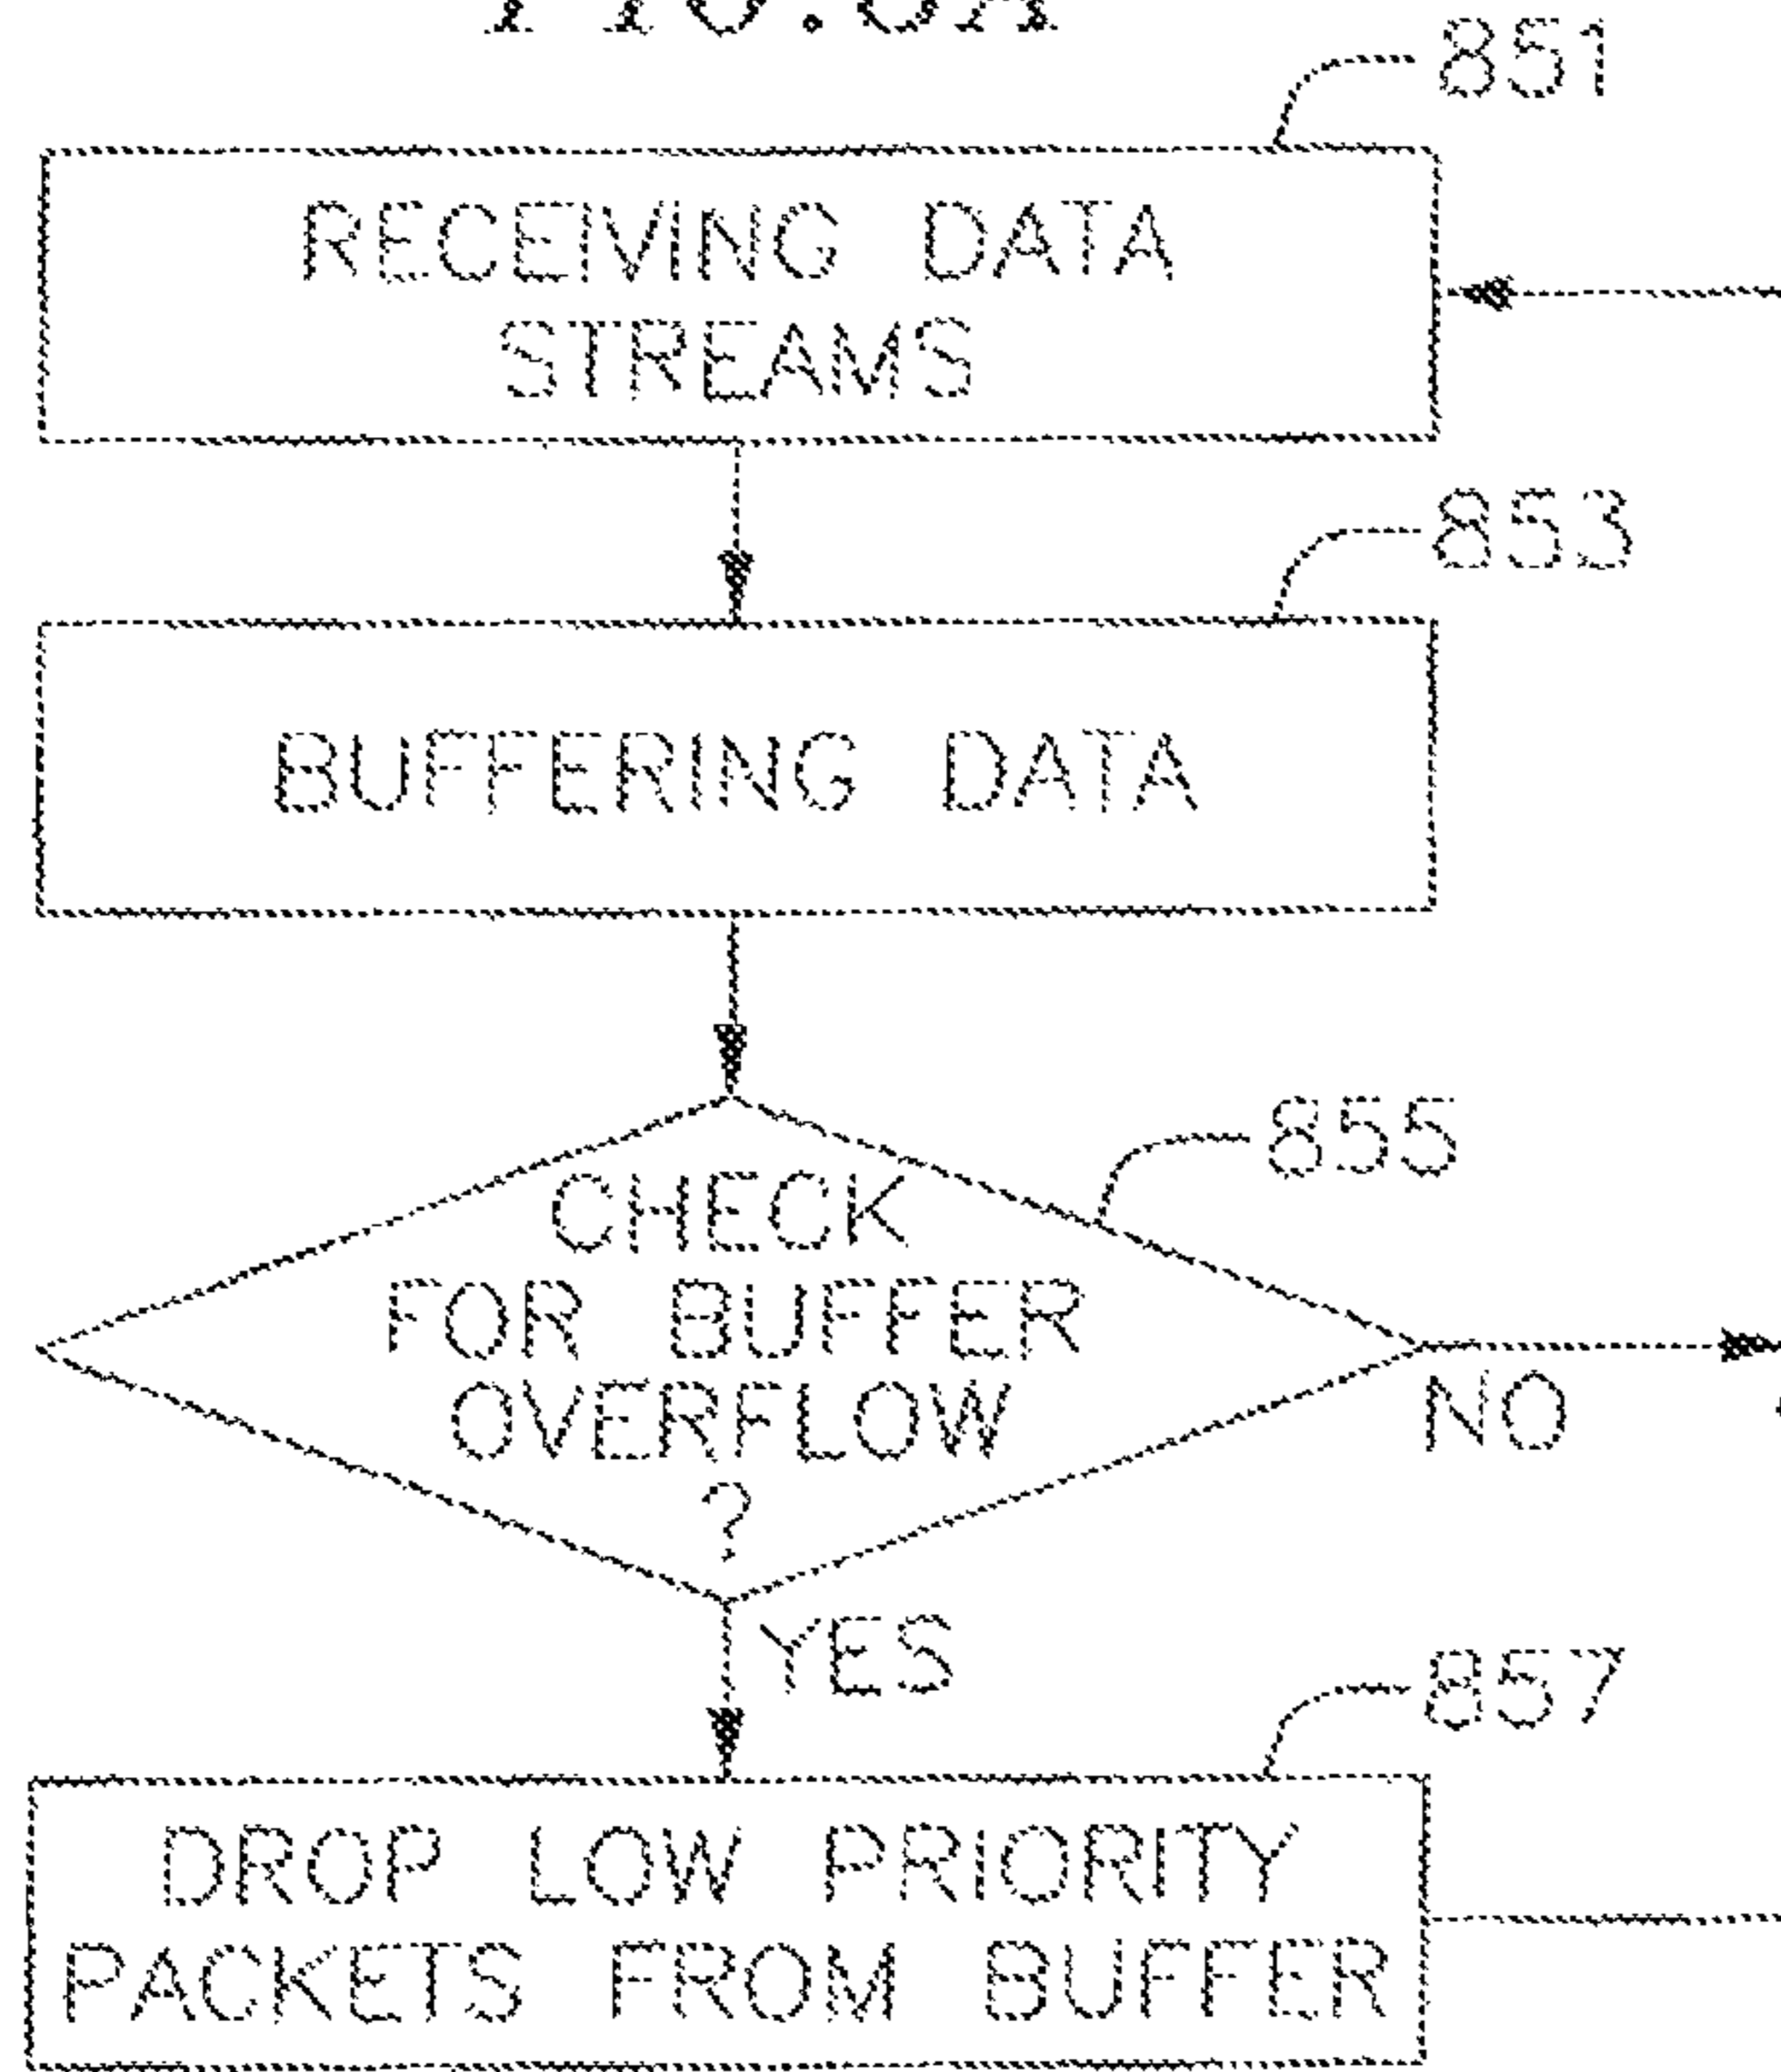 851
RECEIVING DATA
STREAMS
853
BUFFERING DATA
855
CHECK
FOR BUFFER
OVERFLOW
?
NO
YES
857
DROP LOW PRIORITY
PACKETS FROM BUFFER